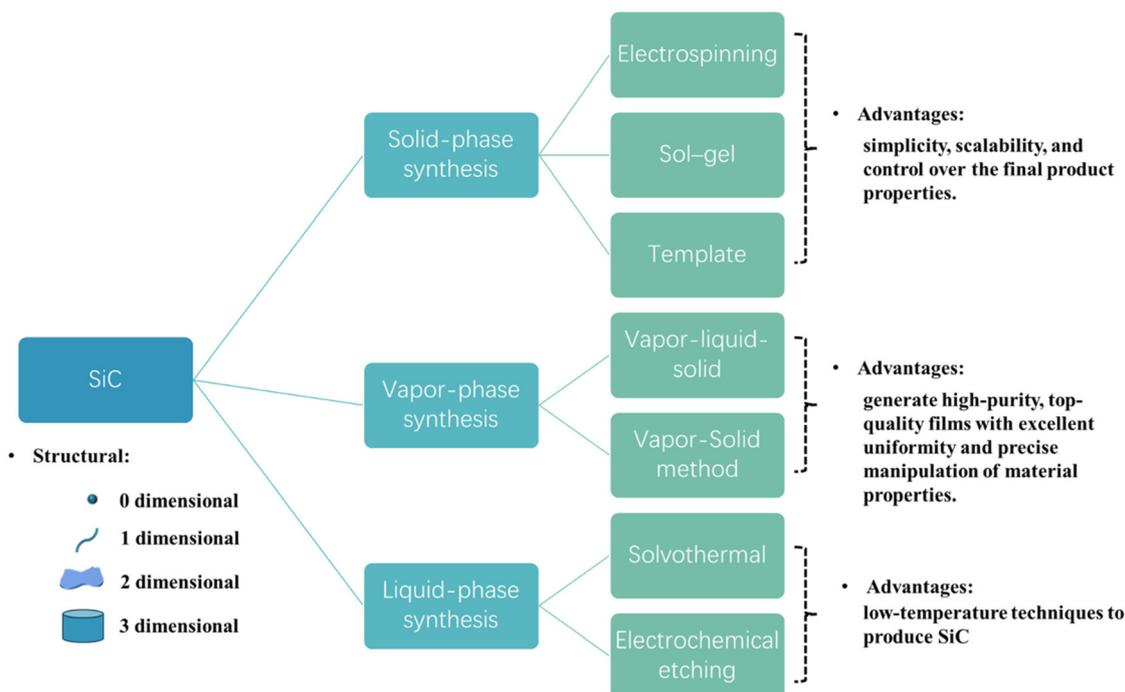 SiC
• Structural:
0 dimensional
1 dimensional
2 dimensional
3 dimensional
Solid-phase
synthesis
Vapor-phase
synthesis
Liquid-phase
synthesis
Electrospinning
Sol–gel
Template
Vapor-liquid-
solid
Vapor-Solid
method
Solvothermal
Electrochemical
etching
• Advantages:
simplicity, scalability, and
control over the final product
properties.
• Advantages:
generate high-purity, top-
quality films with excellent
uniformity and precise
manipulation of material
properties.
• Advantages:
low-temperature techniques to
produce SiC